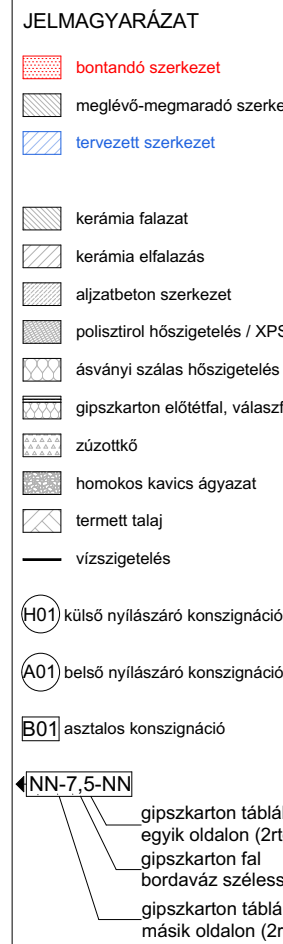 JELMAGYARÁZAT
bontandó szerkezet
meglévő-megmaradó szerke
tervezett szerkezet
kerámia falazat
kerámia elfalazás
aljzatbeton szerkezet
polisztirol hőszigetelés / XPS
ásványi szálas hőszigetelés
gipszkarton előtétfal, válaszf
zúzottkő
homokos kavics ágyazat
termett talaj
vízszigetelés
H01 külső nyílászáró konszignáció
A01 belső nyílászáró konszignáció
B01 asztalos konszignáció
NN-7,5-NN
gipszkarton táblá
egyik oldalon (2rt
gipszkarton fal
bordaváz széless
gipszkarton táblá
másik oldalon (2r